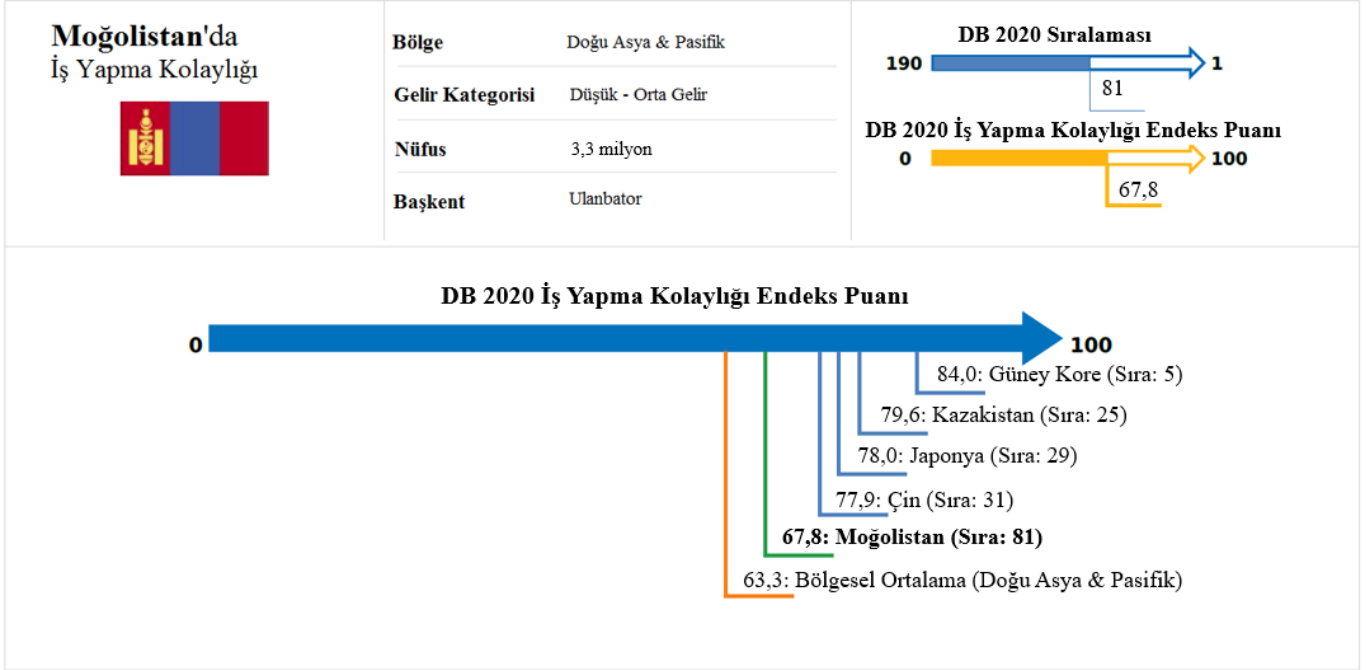 Moğolistan'da
İş Yapma Kolaylığı
Bölge Doğu Asya & Pasifik
Gelir Kategorisi Düşük - Orta Gelir
Nüfus 3,3 milyon
Başkent Ulanbator
DB 2020 Sıralaması
190 1
81
DB 2020 İş Yapma Kolaylığı Endeks Puanı
0 100
67,8
DB 2020 İş Yapma Kolaylığı Endeks Puanı
0 100
84,0: Güney Kore (Sıra: 5)
79,6: Kazakistan (Sıra: 25)
78,0: Japonya (Sıra: 29)
77,9: Çin (Sıra: 31)
67,8: Moğolistan (Sıra: 81)
63,3: Bölgesel Ortalama (Doğu Asya & Pasifik)